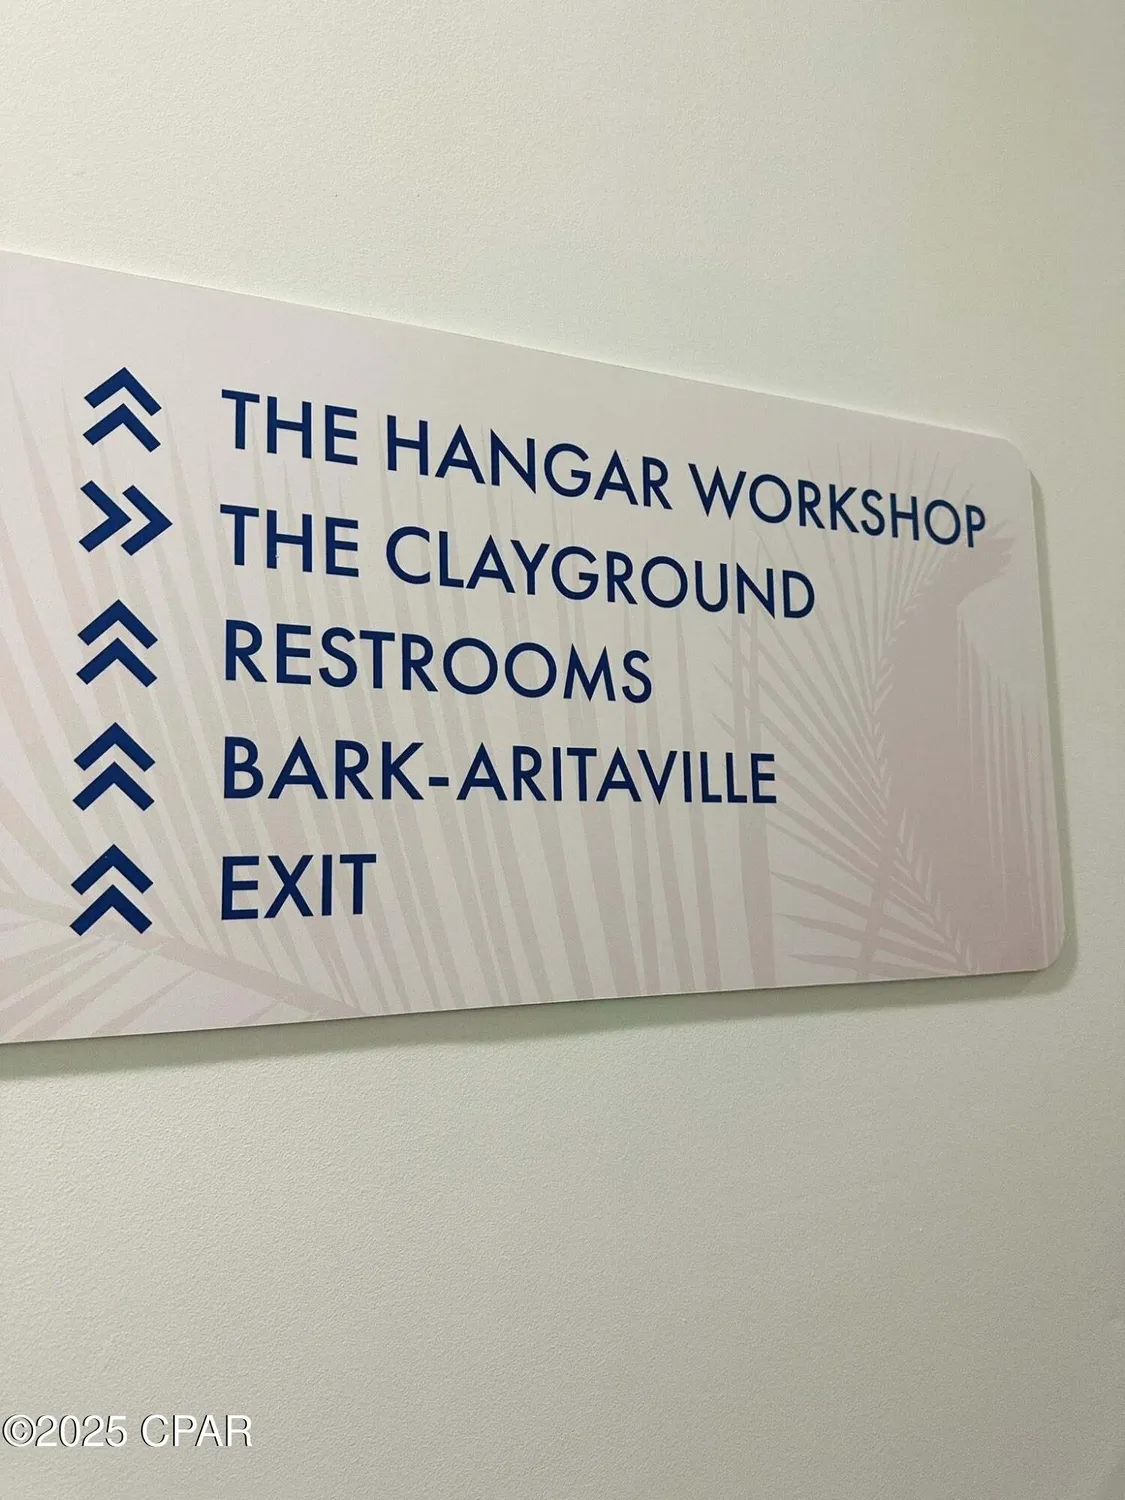 THE HANGAR WORKSHOP
THE CLAYGROUND
RESTROOMS
BARK-ARITAVILLE
EXIT
©2025 CPAR